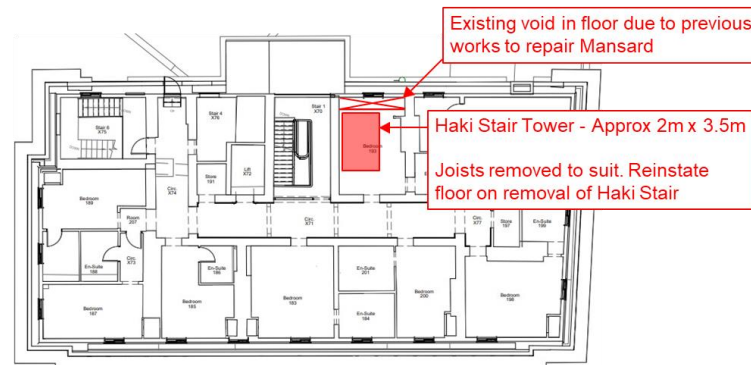 Existing void in floor due to previous
works to repair Mansard
Haki Stair Tower - Approx 2m x 3.5m
Joists removed to suit. Reinstate
floor on removal of Haki Stair
Stair 6
X75
Stair 4
X76
Stair 1
X70
Bedroom
193
Store
191
Lift
X72
Circ.
X74
Bedroom
189
Room
207
Circ.
X71
Circ.
X77
Store
197
En-Suite
199
En-Suite
188
Circ.
X73
En-Suite
186
En-Suite
201
Bedroom
187
Bedroom
185
Bedroom
183
En-Suite
184
Bedroom
200
Bedroom
198